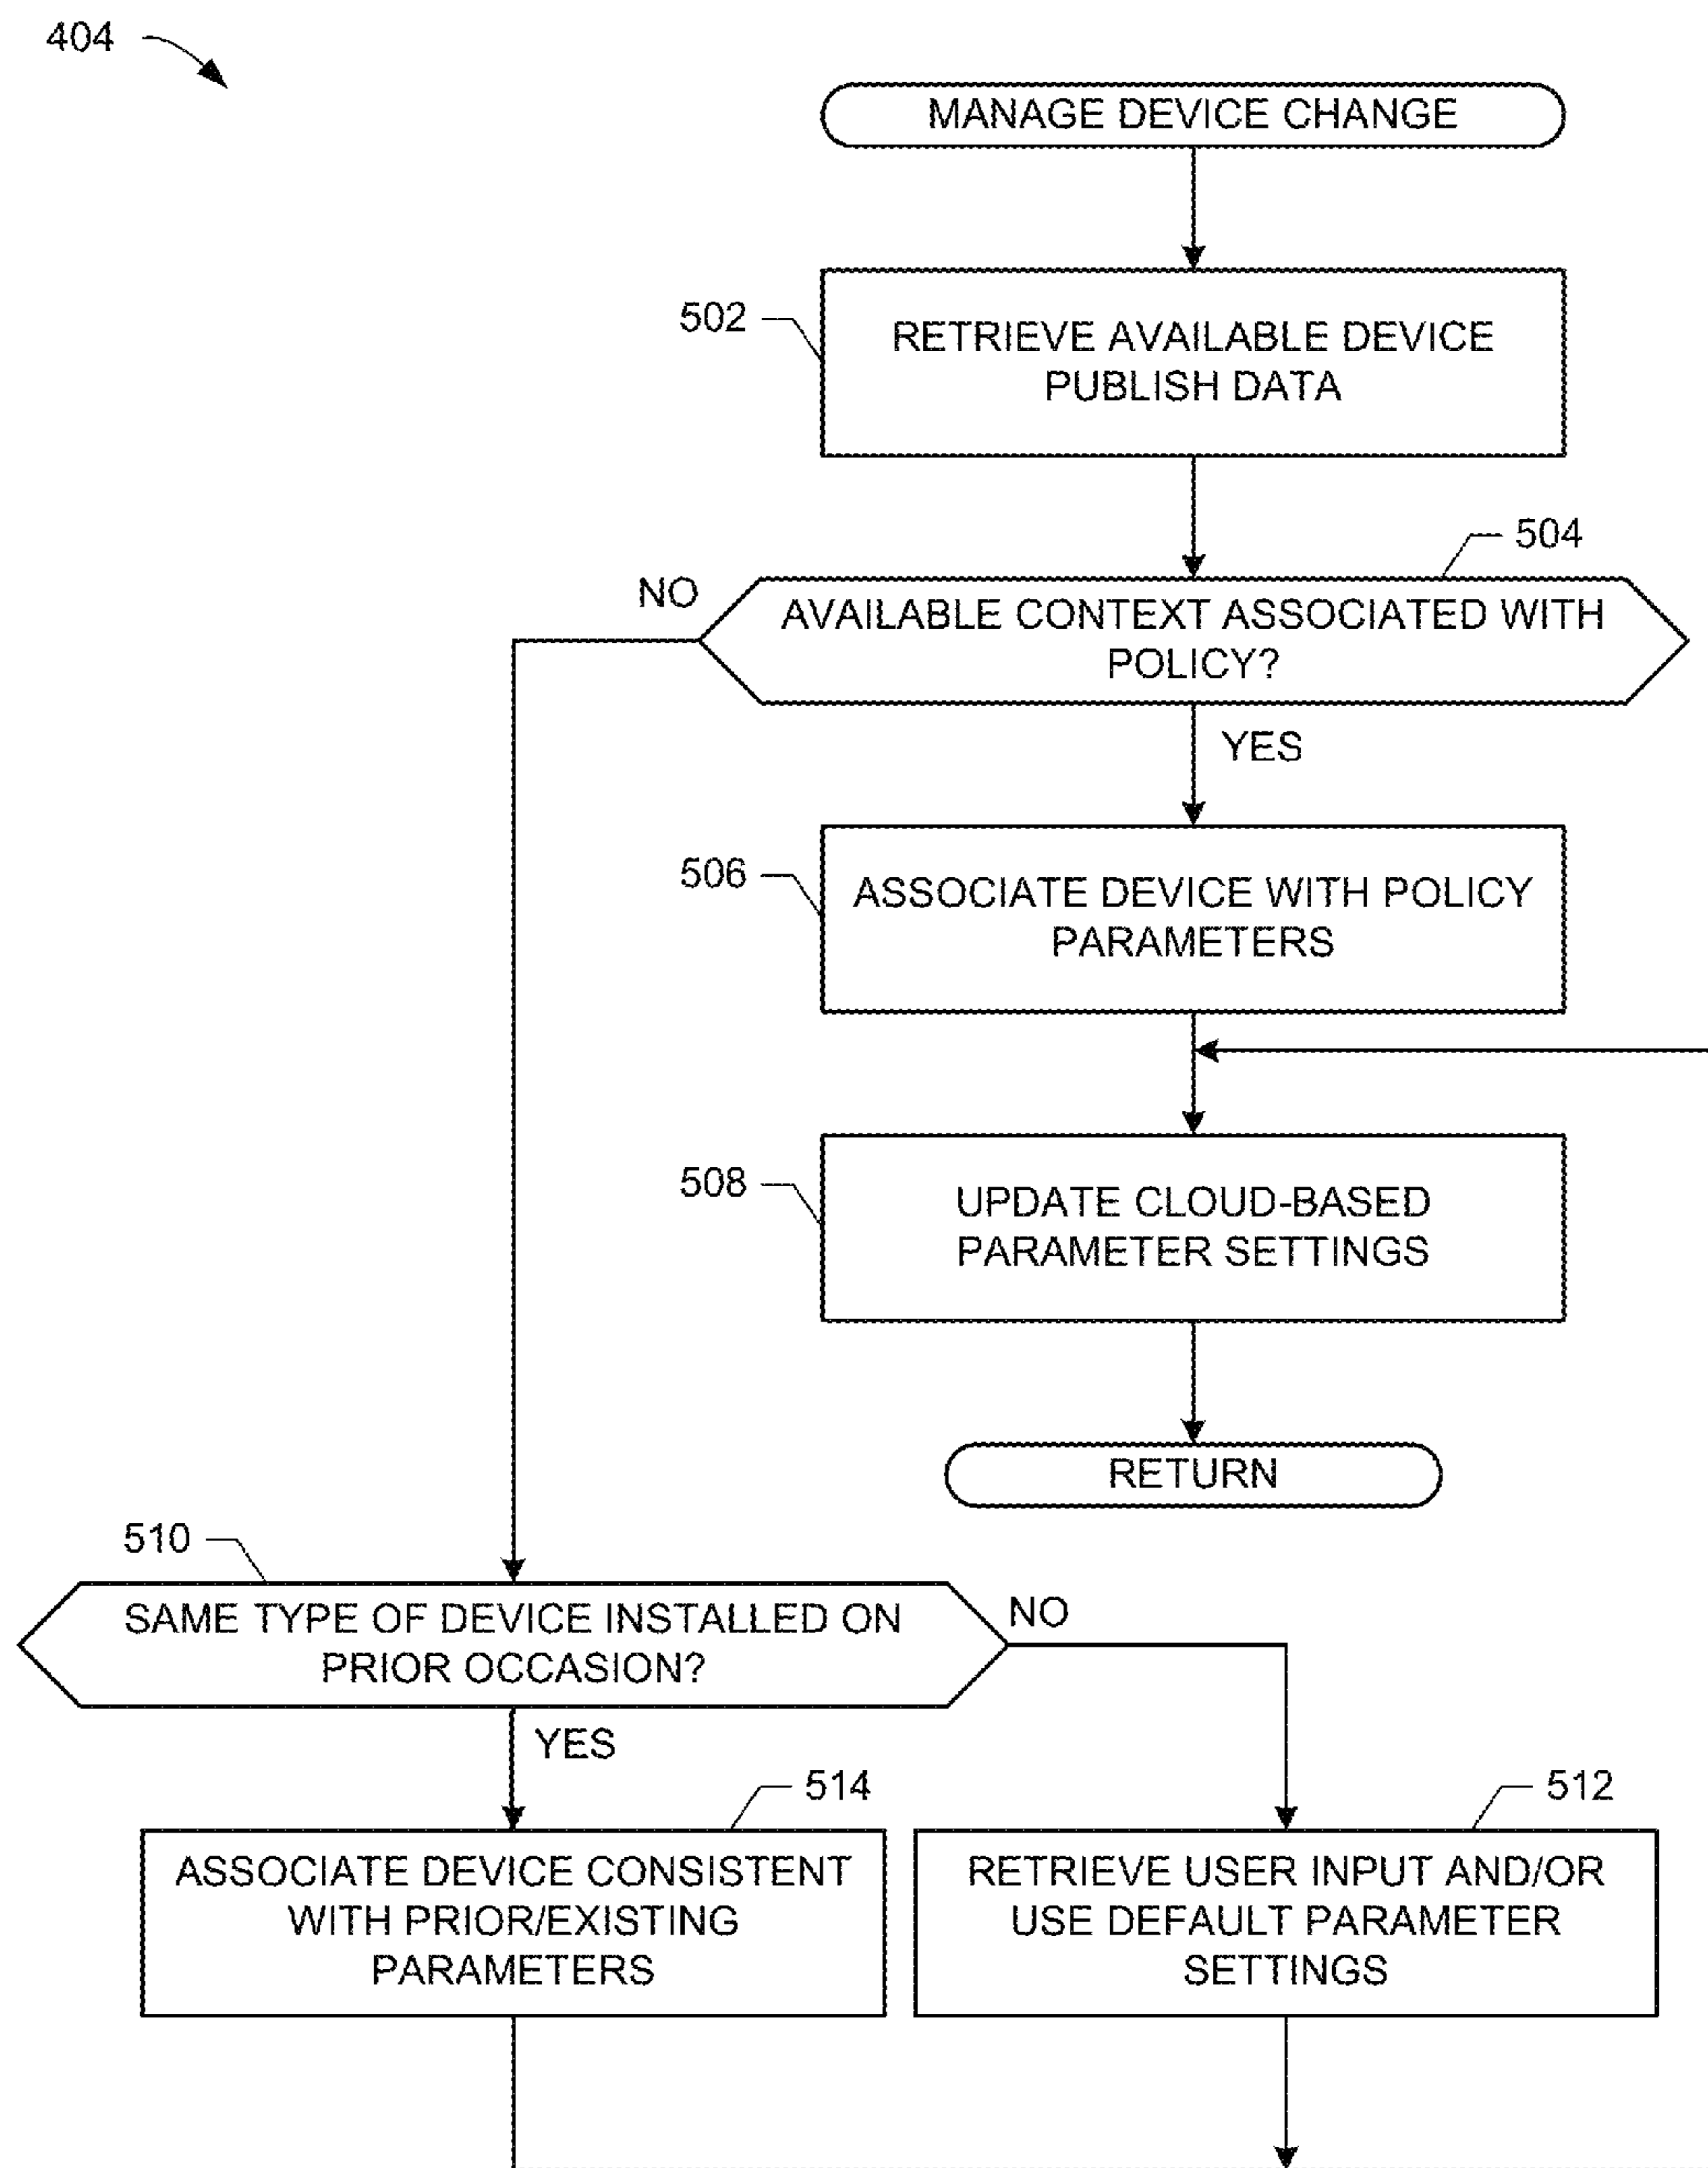 404
MANAGE DEVICE CHANGE
502
RETRIEVE AVAILABLE DEVICE
PUBLISH DATA
504
NO
AVAILABLE CONTEXT ASSOCIATED WITH
POLICY?
YES
506
ASSOCIATE DEVICE WITH POLICY
PARAMETERS
508
UPDATE CLOUD-BASED
PARAMETER SETTINGS
RETURN
510
SAME TYPE OF DEVICE INSTALLED ON
PRIOR OCCASION?
NO
YES
514
ASSOCIATE DEVICE CONSISTENT
WITH PRIOR/EXISTING
PARAMETERS
512
RETRIEVE USER INPUT AND/OR
USE DEFAULT PARAMETER
SETTINGS